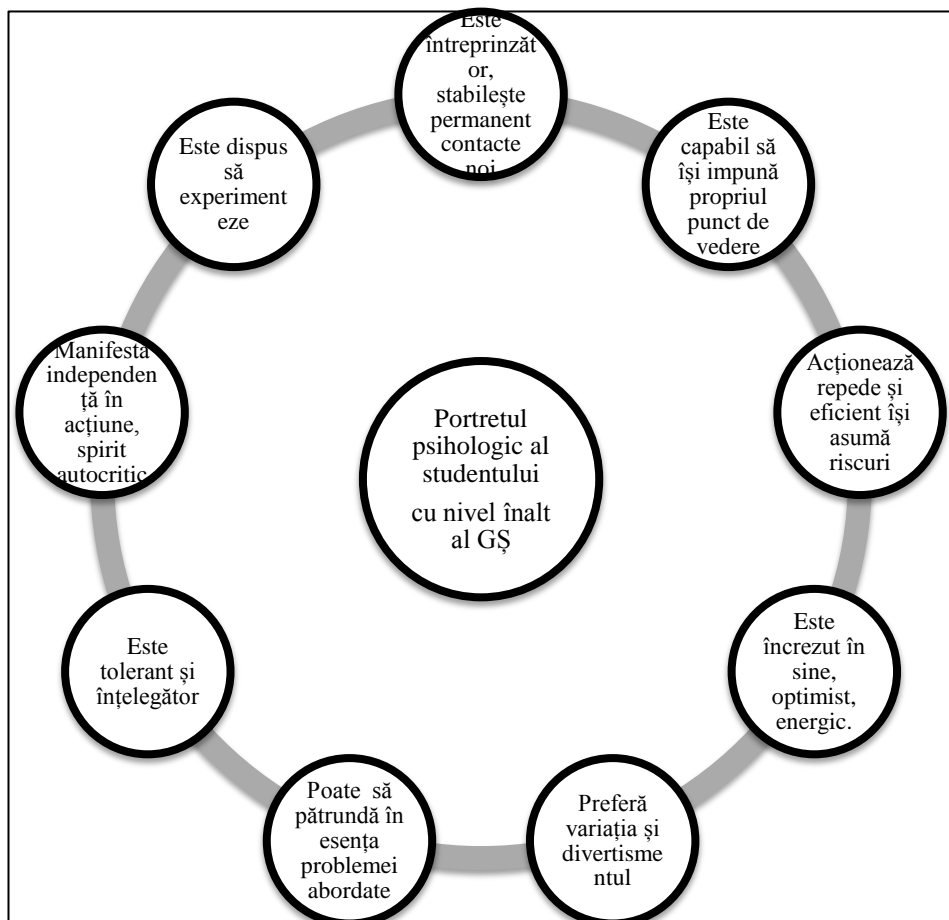 Este
întreprinzăt
or,
stabilește
permanent
contacte
noi
Este
capabil să
își impună
propriul
punct de
vedere
Acționează
repede și
eficient își
asumă
riscuri
Este
încrezut în
sine,
optimist,
energic.
Preferă
variația și
divertisme
ntul
Poate să
pătrundă în
esența
problemei
abordate
Este
tolerant și
înțelegător
Manifestă
independen
ță în
acțiune,
spirit
autocritic
Este dispus
să
experiment
eze
Portretul
psihologic al
studentului
cu nivel înalt
al GȘ